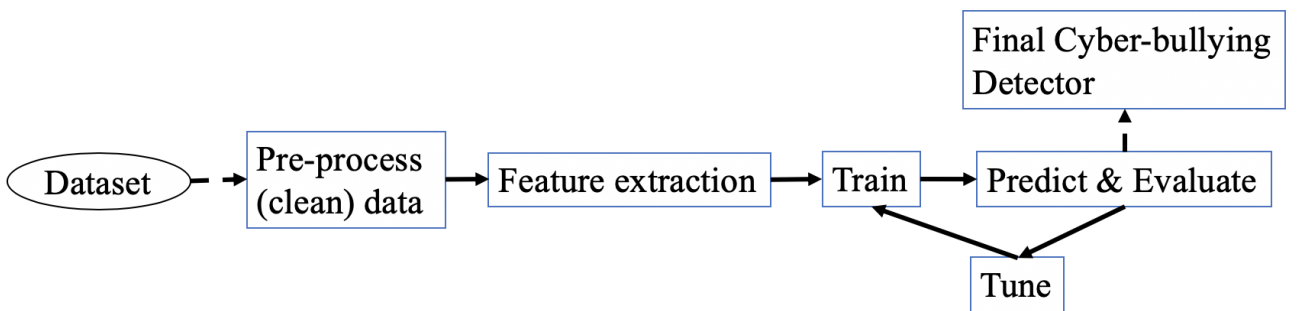 Final Cyber-bullying
Detector
Dataset
Pre-process
(clean) data
Feature extraction
Train
Predict & Evaluate
Tune